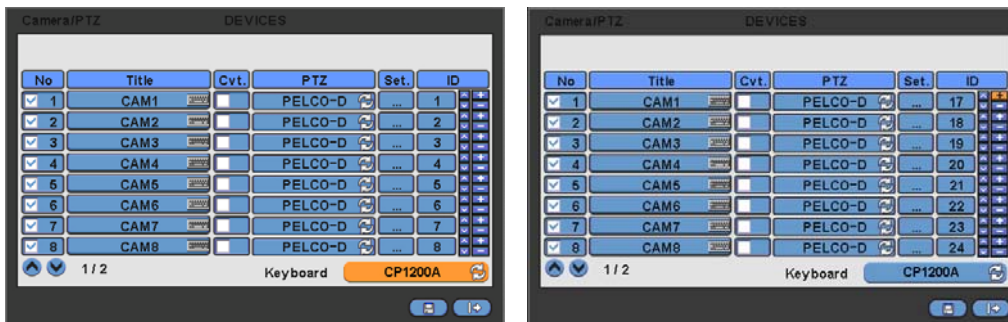 Camera/PTZ DEVICES
No Title Cvt. PTZ Set. ID
1 CAM1 PELCO-D ... 1
2 CAM2 PELCO-D ... 2
3 CAM3 PELCO-D ... 3
4 CAM4 PELCO-D ... 4
5 CAM5 PELCO-D ... 5
6 CAM6 PELCO-D ... 6
7 CAM7 PELCO-D ... 7
8 CAM8 PELCO-D ... 8
1/2 Keyboard CP1200A
Camera/PTZ DEVICES
No Title Cvt. PTZ Set. ID
1 CAM1 PELCO-D ... 17
2 CAM2 PELCO-D ... 18
3 CAM3 PELCO-D ... 19
4 CAM4 PELCO-D ... 20
5 CAM5 PELCO-D ... 21
6 CAM6 PELCO-D ... 22
7 CAM7 PELCO-D ... 23
8 CAM8 PELCO-D ... 24
1/2 Keyboard CP1200A